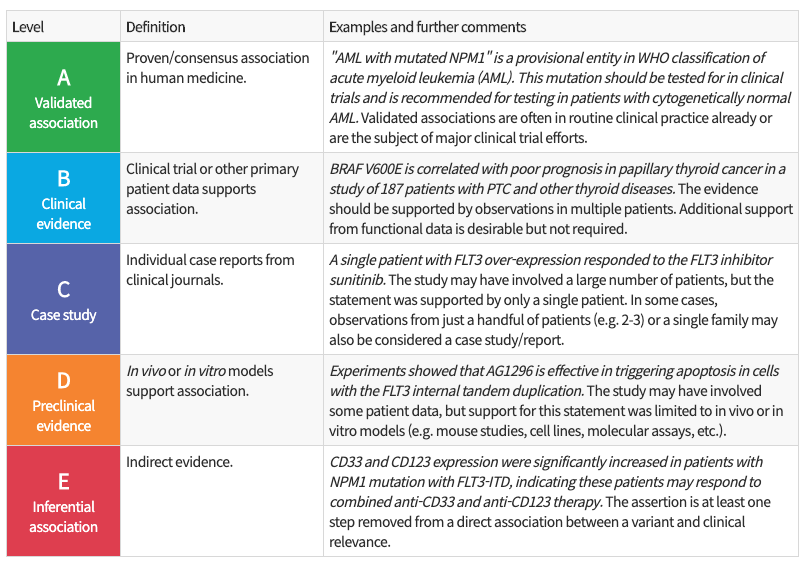 Level
Definition
Examples and further comments
A
Validated
association
Proven/consensus association
in human medicine.
"AML with mutated NPM1" is a provisional entity in WHO classification of
acute myeloid leukemia (AML). This mutation should be tested for in clinical
trials and is recommended for testing in patients with cytogenetically normal
AML. Validated associations are often in routine clinical practice already or
are the subject of major clinical trial efforts.
B
Clinical
evidence
Clinical trial or other primary
patient data supports
association.
BRAF V600E is correlated with poor prognosis in papillary thyroid cancer in a
study of 187 patients with PTC and other thyroid diseases. The evidence
should be supported by observations in multiple patients. Additional support
from functional data is desirable but not required.
C
Case study
Individual case reports from
clinical journals.
A single patient with FLT3 over-expression responded to the FLT3 inhibitor
sunitinib. The study may have involved a large number of patients, but the
statement was supported by only a single patient. In some cases,
observations from just a handful of patients (e.g. 2-3) or a single family may
also be considered a case study/report.
D
Preclinical
evidence
In vivo or in vitro models
support association.
Experiments showed that AG1296 is effective in triggering apoptosis in cells
with the FLT3 internal tandem duplication. The study may have involved
some patient data, but support for this statement was limited to in vivo or in
vitro models (e.g. mouse studies, cell lines, molecular assays, etc.).
E
Inferential
association
Indirect evidence.
CD33 and CD123 expression were significantly increased in patients with
NPM1 mutation with FLT3-ITD, indicating these patients may respond to
combined anti-CD33 and anti-CD123 therapy. The assertion is at least one
step removed from a direct association between a variant and clinical
relevance.